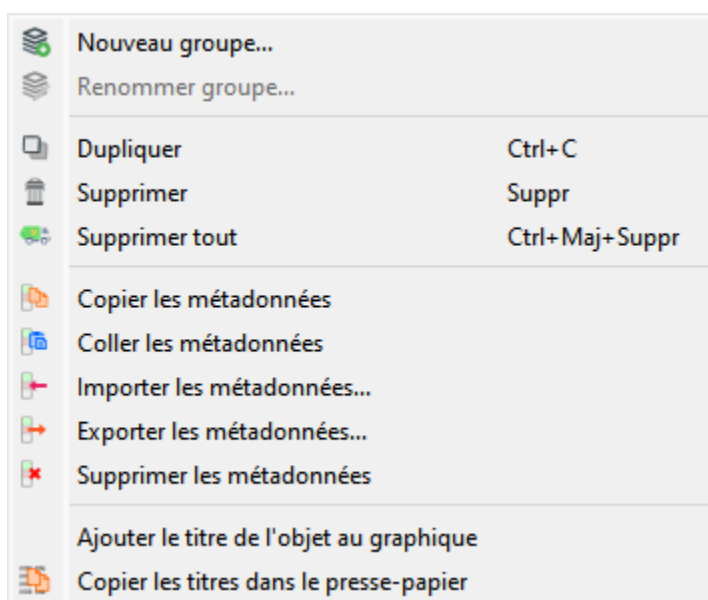 Nouveau groupe...
Renommer groupe...
Dupliquer Ctrl+C
Supprimer Suppr
Supprimer tout Ctrl+Maj+Suppr
Copier les métadonnées
Coller les métadonnées
Importer les métadonnées...
Exporter les métadonnées...
Supprimer les métadonnées
Ajouter le titre de l'objet au graphique
Copier les titres dans le presse-papier